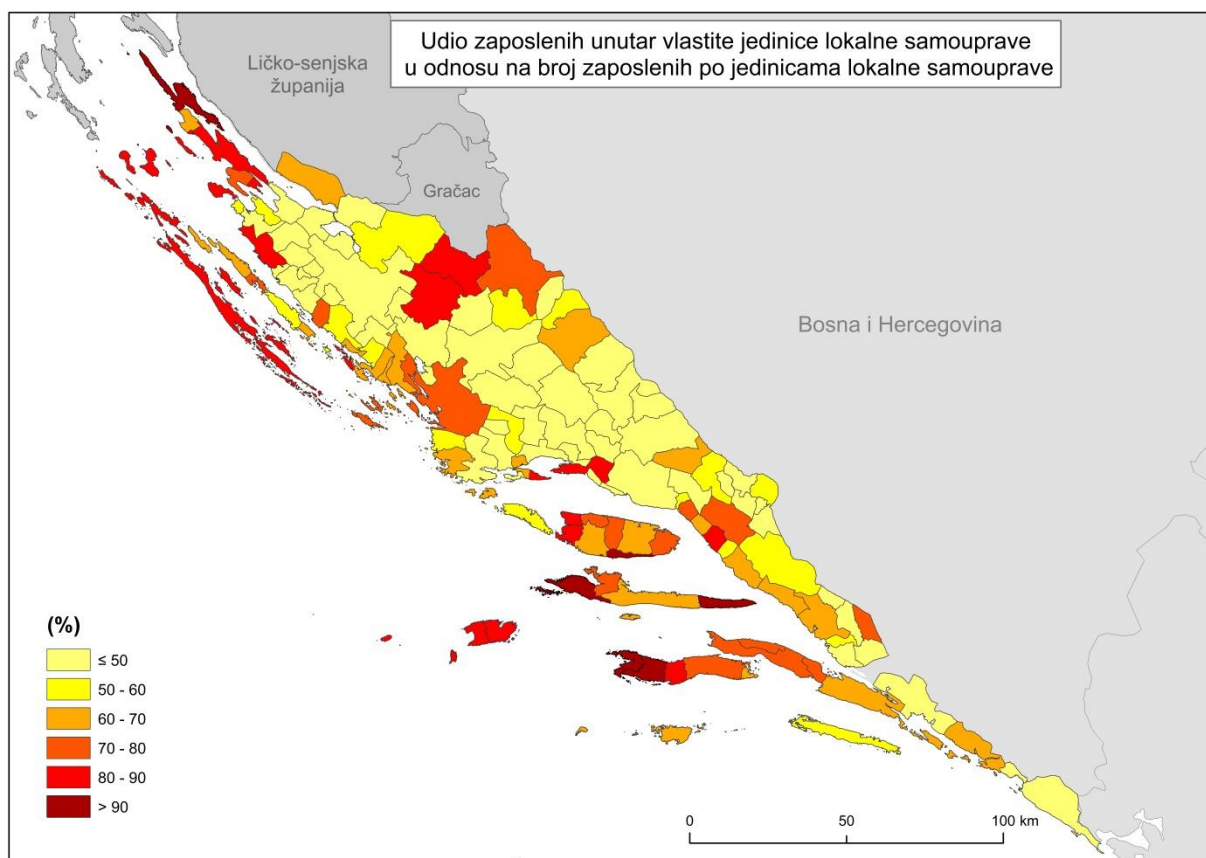 Udio zaposlenih unutar vlastite jedinice lokalne samouprave
u odnosu na broj zaposlenih po jedinicama lokalne samouprave
Ličko-senjska
županija
Gračac
Bosna i Hercegovina
(%)
≤ 50
50 - 60
60 - 70
70 - 80
80 - 90
> 90
0 50 100 km